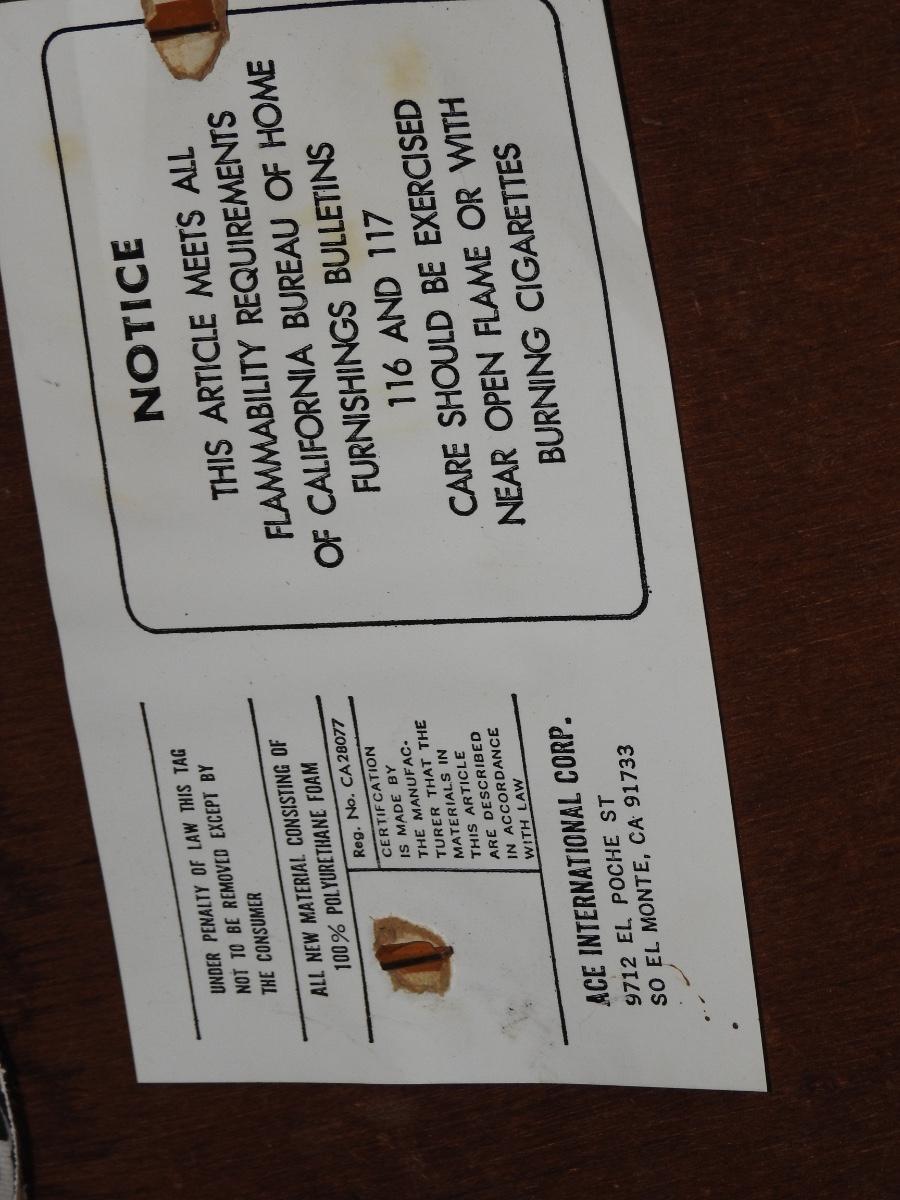 UNDER PENALTY OF LAW THIS TAG
NOT TO BE REMOVED EXCEPT BY
THE CONSUMER
ALL NEW MATERIAL CONSISTING OF
100% POLYURETHANE FOAM
Reg. No. CA28077
CERTIFCATION
IS MADE BY
THE MANUFAC-
TURER THAT THE
MATERIALS IN
THIS ARTICLE
ARE DESCRIBED
IN ACCORDANCE
WITH LAW
ACE INTERNATIONAL CORP.
9712 EL POCHE ST
SO EL MONTE, CA 91733
NOTICE
THIS ARTICLE MEETS ALL
FLAMMABILITY REQUIREMENTS
OF CALIFORNIA BUREAU OF HOME
FURNISHINGS BULLETINS
116 AND 117
CARE SHOULD BE EXERCISED
NEAR OPEN FLAME OR WITH
BURNING CIGARETTES